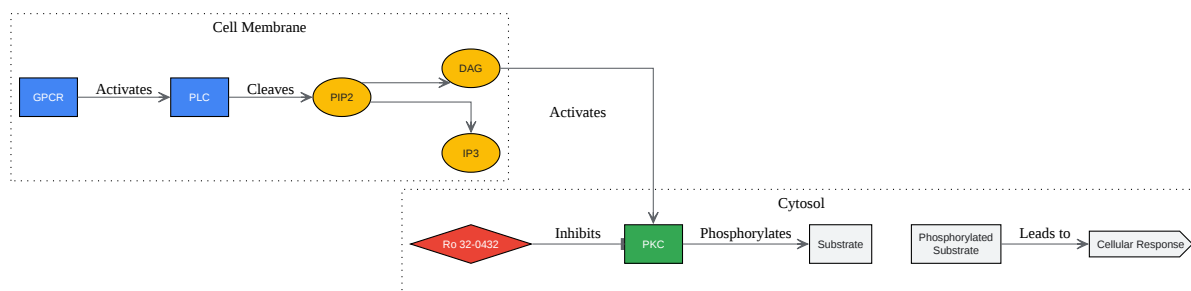 Cell Membrane
GPCR
Activates
PLC
Cleaves
PIP2
DAG
IP3
Activates
Cytosol
Ro 32-0432
Inhibits
PKC
Phosphorylates
Substrate
Phosphorylated
Substrate
Leads to
Cellular Response